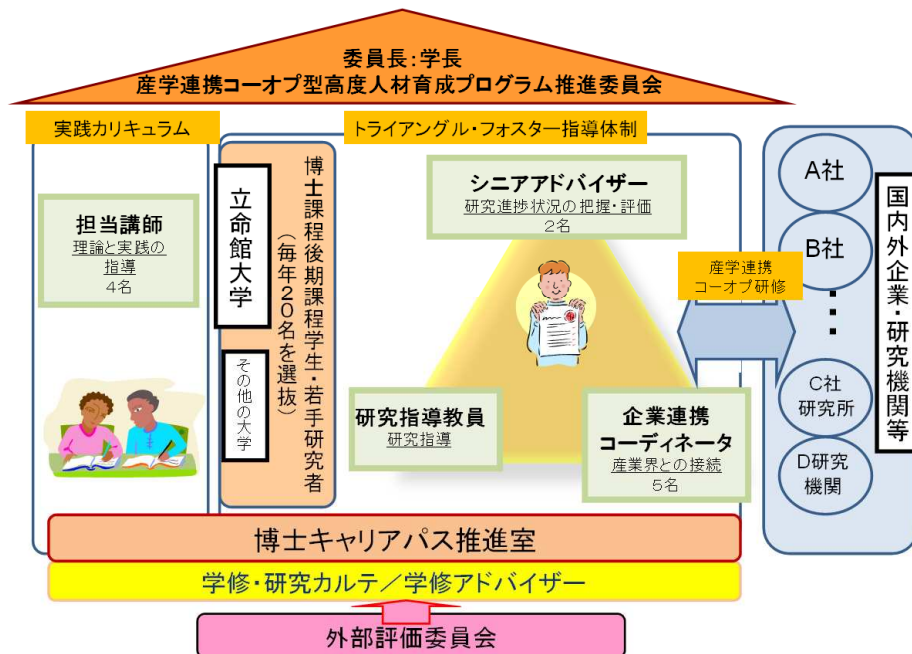 委員長:学長
産学連携コーオプ型高度人材育成プログラム推進委員会
実践カリキュラム
トライアングル・フォスター指導体制
担当講師
理論と実践の
指導
4名
立命館大学
その他の大学
博士課程後期課程学生・若手研究者
(毎年20名を選抜)
シニアアドバイザー
研究進捗状況の把握・評価
2名
研究指導教員
研究指導
企業連携
コーディネータ
産業界との接続
5名
産学連携
コーオプ研修
A社
B社
・・・
C社
研究所
D研究
機関
国内外企業・研究機関等
博士キャリアパス推進室
学修・研究カルテ/学修アドバイザー
外部評価委員会